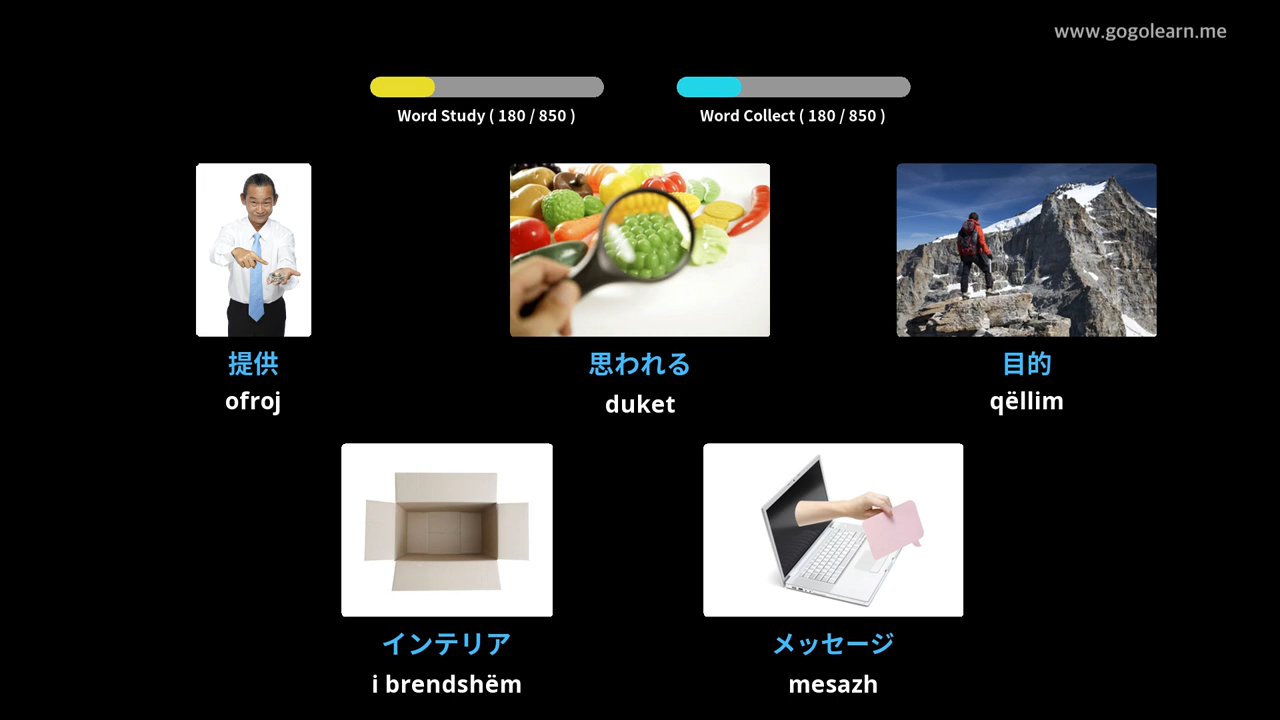 www.gogolearn.me
Word Study ( 180 / 850 )
Word Collect ( 180 / 850 )
提供
ofroj
思われる
duket
目的
qëllim
インテリア
i brendshëm
メッセージ
mesazh